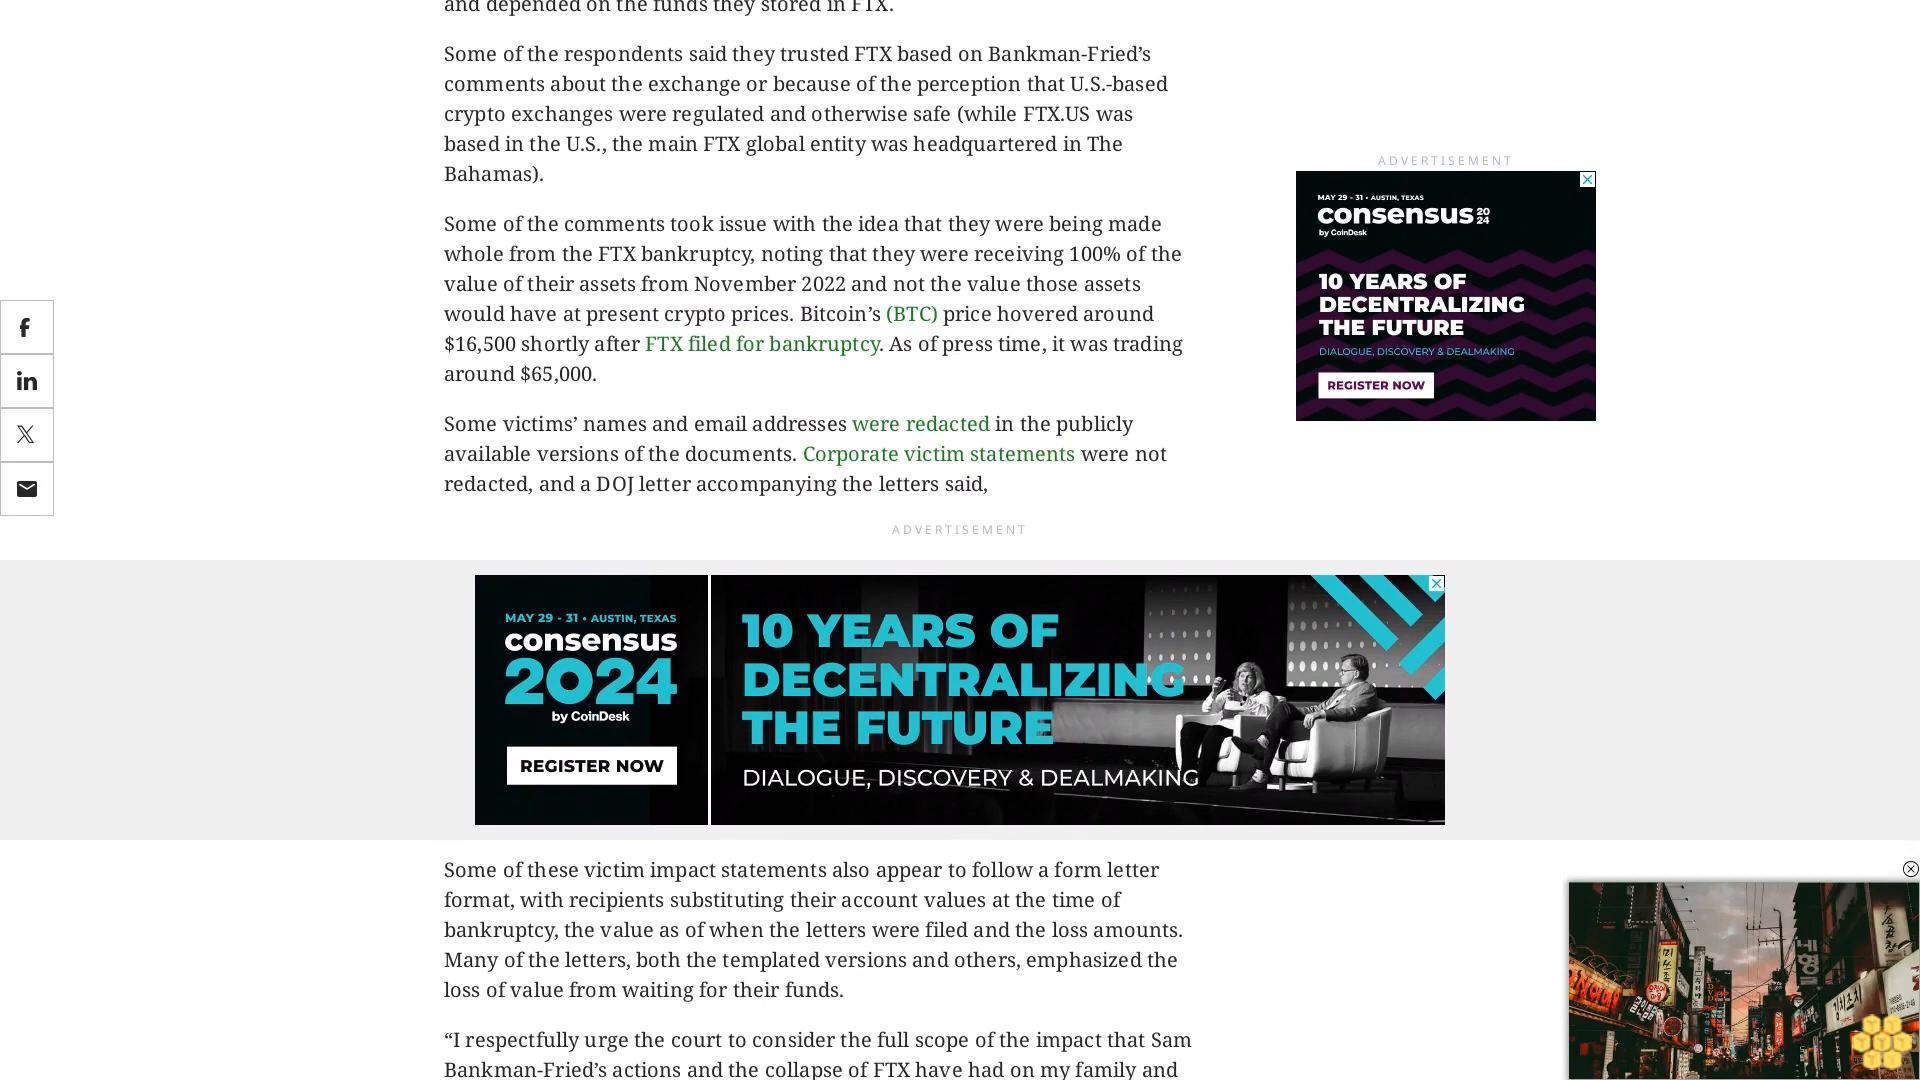 and depended on the funds they stored in FTX.
Some of the respondents said they trusted FTX based on Bankman-Fried’s
comments about the exchange or because of the perception that U.S.-based
crypto exchanges were regulated and otherwise safe (while FTX.US was
based in the U.S., the main FTX global entity was headquartered in The
Bahamas).
Some of the comments took issue with the idea that they were being made
whole from the FTX bankruptcy, noting that they were receiving 100% of the
value of their assets from November 2022 and not the value those assets
would have at present crypto prices. Bitcoin’s (BTC) price hovered around
$16,500 shortly after FTX filed for bankruptcy. As of press time, it was trading
around $65,000.
Some victims’ names and email addresses were redacted in the publicly
available versions of the documents. Corporate victim statements were not
redacted, and a DOJ letter accompanying the letters said,
ADVERTISEMENT
MAY 29 - 31 • AUSTIN, TEXAS
consensus 2024
by CoinDesk
10 YEARS OF
DECENTRALIZING
THE FUTURE
DIALOGUE, DISCOVERY & DEALMAKING
REGISTER NOW
ADVERTISEMENT
MAY 29 - 31 • AUSTIN, TEXAS
consensus
2024
by CoinDesk
REGISTER NOW
10 YEARS OF
DECENTRALIZING
THE FUTURE
DIALOGUE, DISCOVERY & DEALMAKING
Some of these victim impact statements also appear to follow a form letter
format, with recipients substituting their account values at the time of
bankruptcy, the value as of when the letters were filed and the loss amounts.
Many of the letters, both the templated versions and others, emphasized the
loss of value from waiting for their funds.
“I respectfully urge the court to consider the full scope of the impact that Sam
Bankman-Fried’s actions and the collapse of FTX have had on my family and